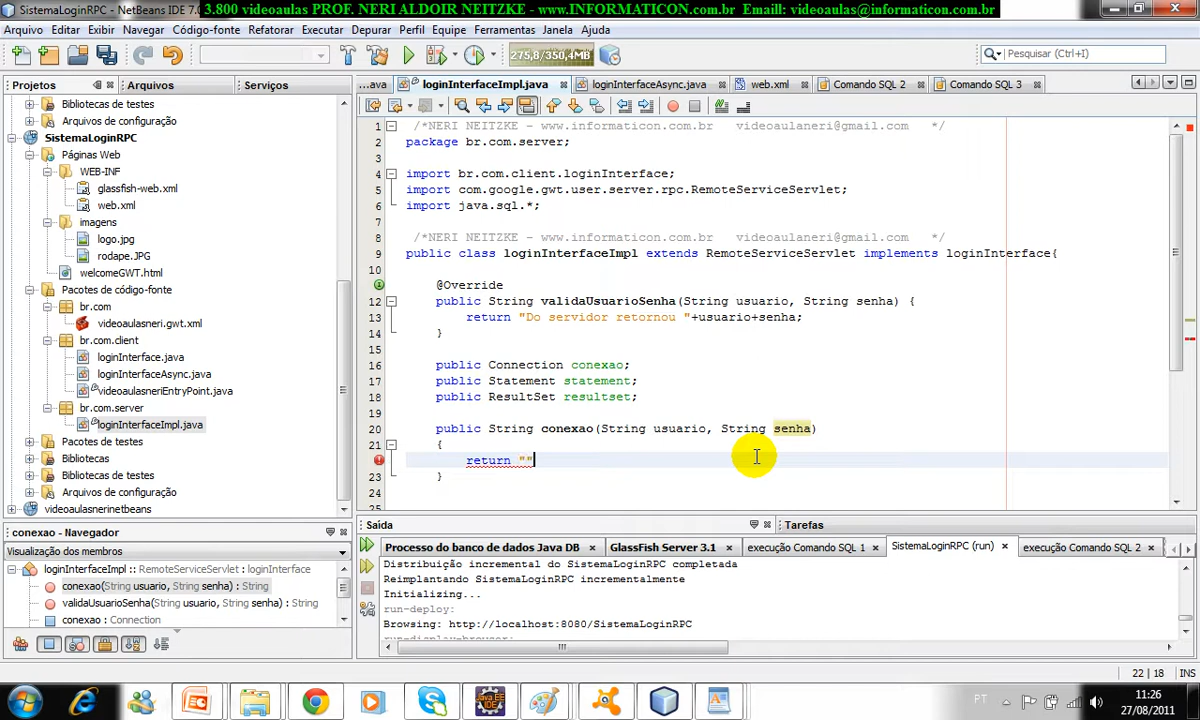 SistemaLoginRPC - NetBeans IDE 7.0
3.800 videoaulas PROF. NERI ALDOIR NEITZKE - www.INFORMATICON.com.br Emaill: videoaulas@informaticon.com.br
Arquivo Editar Exibir Navegar Código-fonte Refatorar Executar Depurar Perfil Equipe Ferramentas Janela Ajuda
275,8/350,4MB
Pesquisar (Ctrl+I)
Projetos Arquivos Serviços
...ava loginInterfaceImpl.java loginInterfaceAsync.java web.xml Comando SQL 2 Comando SQL 3
Bibliotecas de testes
Arquivos de configuração
SistemaLoginRPC
Páginas Web
WEB-INF
glassfish-web.xml
web.xml
imagens
logo.jpg
rodape.JPG
welcomeGWT.html
Pacotes de código-fonte
br.com
videoaulasneri.gwt.xml
br.com.client
loginInterface.java
loginInterfaceAsync.java
videoaulasneriEntryPoint.java
br.com.server
loginInterfaceImpl.java
Pacotes de testes
Bibliotecas
Bibliotecas de testes
Arquivos de configuração
videoaulasnerinetbeans
1 /*NERI NEITZKE - www.informaticon.com.br videoaulaneri@gmail.com */
2 package br.com.server;
3
4 import br.com.client.loginInterface;
5 import com.google.gwt.user.server.rpc.RemoteServiceServlet;
6 import java.sql.*;
7
8 /*NERI NEITZKE - www.informaticon.com.br videoaulaneri@gmail.com */
9 public class loginInterfaceImpl extends RemoteServiceServlet implements loginInterface{
10
@Override
12 public String validaUsuarioSenha(String usuario, String senha) {
13 return "Do servidor retornou "+usuario+senha;
14 }
15
16 public Connection conexao;
17 public Statement statement;
18 public ResultSet resultset;
19
20 public String conexao(String usuario, String senha)
21 {
return ""
23 }
24
25
conexao - Navegador
Visualização dos membros
loginInterfaceImpl :: RemoteServiceServlet : loginInterface
conexao(String usuario, String senha) : String
validaUsuarioSenha(String usuario, String senha) : String
conexao : Connection
Saída Tarefas
Processo do banco de dados Java DB GlassFish Server 3.1 execução Comando SQL 1 SistemaLoginRPC (run) execução Comando SQL 2
Distribuição incremental do SistemaLoginRPC completada
Reimplantando SistemaLoginRPC incrementalmente
Initializing...
run-deploy:
Browsing: http://localhost:8080/SistemaLoginRPC
run-display-browser:
22 | 18 INS
PT
11:26
27/08/2011